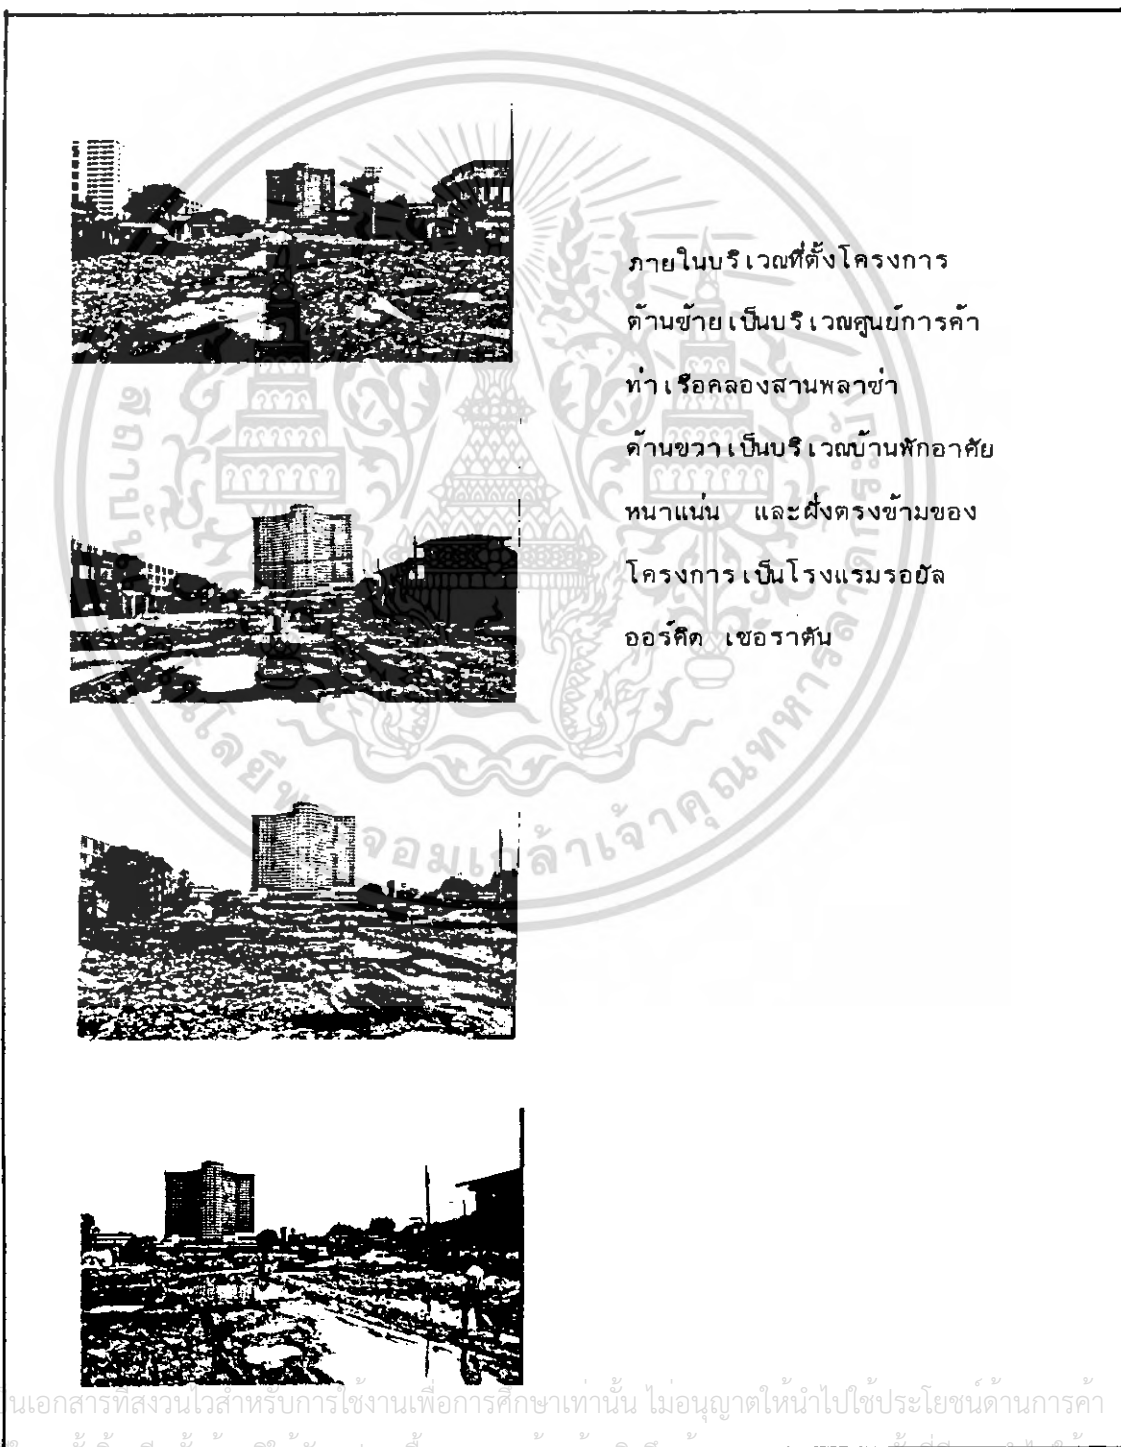 ภายในบริเวณที่ตั้งโครงการ
ด้านซ้ายเป็นบริเวณศูนย์การค้า
ท่าเรือคลองสานพลาซ่า
ด้านขวาเป็นบริเวณบ้านพักอาศัย
หนาแน่น และฝั่งตรงข้ามของ
โครงการเป็นโรงแรมรอยัล
ออร์คิด เชอราตัน
นเอกสารที่สงวนไว้สำหรับการใช้งานเพื่อการศึกษาเท่านั้น ไม่อนุญาตให้นำไปใช้ประโยชน์ด้านการค้า